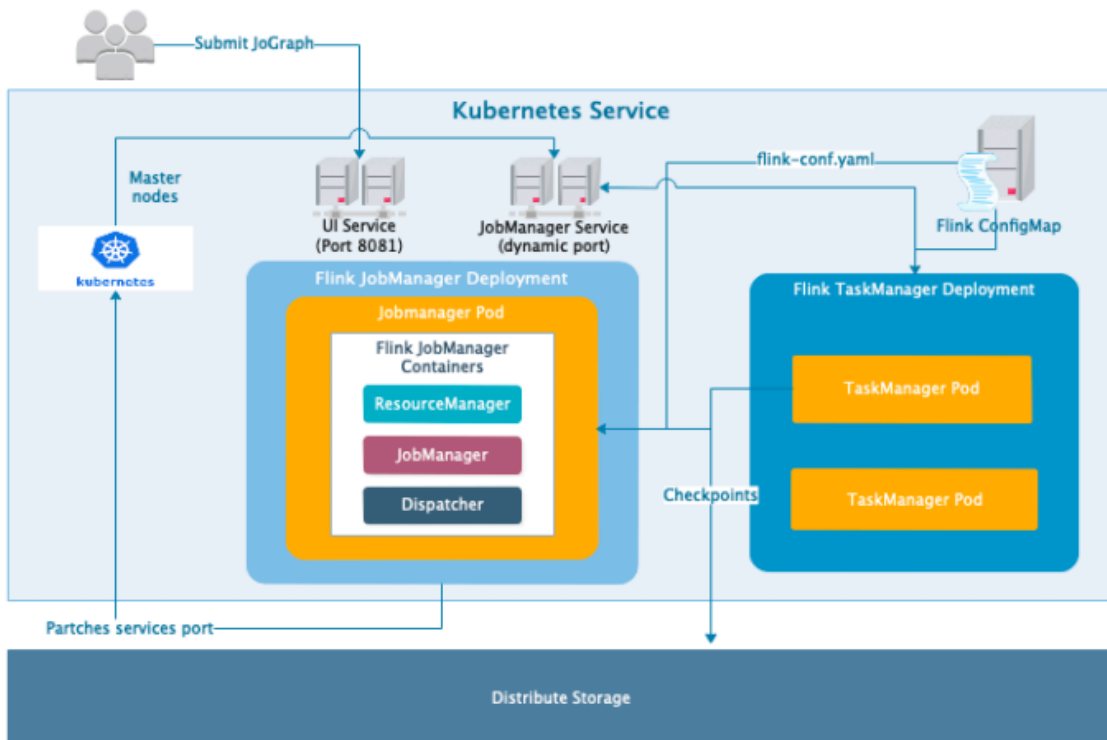 Submit JoGraph
Kubernetes Service
flink-conf.yaml
Master
nodes
UI Service
(Port 8081)
JobManager Service
(dynamic port)
Flink ConfigMap
kubernetes
Flink JobManager Deployment
Flink TaskManager Deployment
Jobmanager Pod
Flink JobManager
Containers
ResourceManager
TaskManager Pod
JobManager
Dispatcher
Checkpoints
TaskManager Pod
Partches services port
Distribute Storage